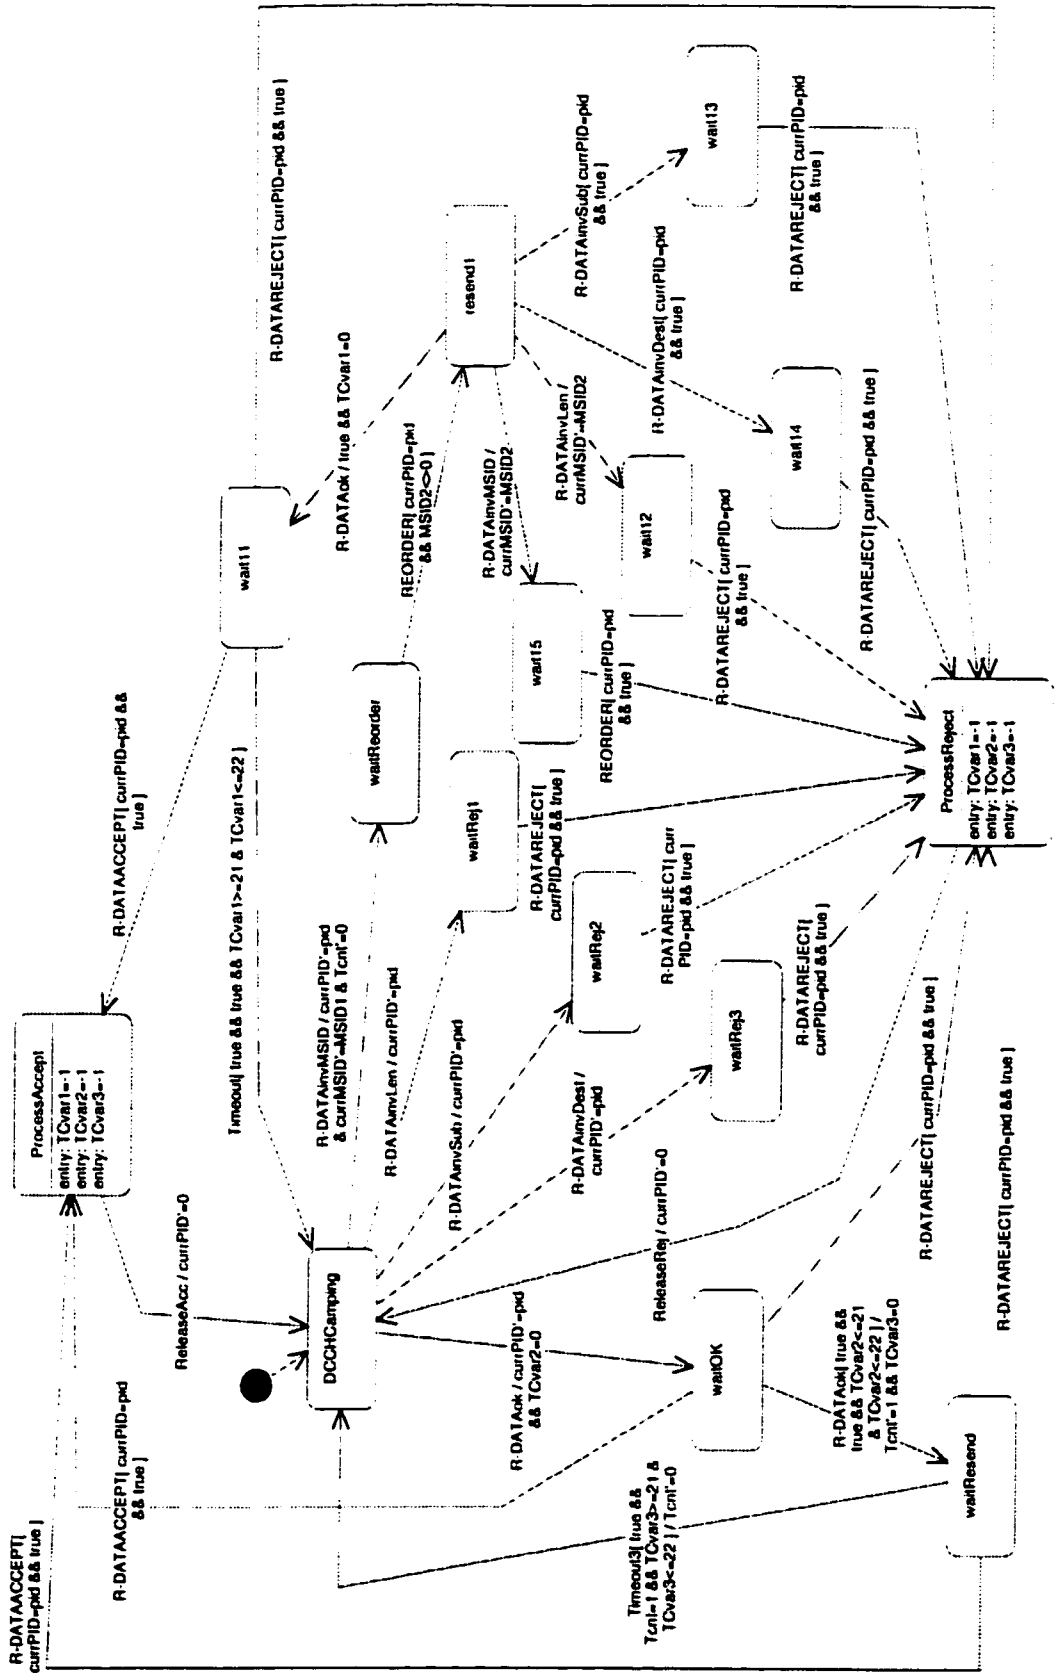 R-DATAACCEPT[
currPID=pid && true ]
R-DATAACCEPT[ currPID=pid
&& true ]
ProcessAccept
entry: TCvar1=-1
entry: TCvar2=-1
entry: TCvar3=-1
ReleaseAcc / currPID'=0
R-DATAACCEPT[ currPID=pid &&
true ]
Timeout[ true && TCvar1>=21 & TCvar1<=22 ]
wait11
R-DATAREJECT[ currPID=pid && true ]
R-DATAok / true && TCvar1=0
DCCHCamping
R-DATAinvMSID / currPID'=pid
& currMSID'=MSID1 & Tcnt'=0
waitReorder
REORDER[ currPID=pid
&& MSID2<>0 ]
resend1
R-DATAinvLen / currPID'=pid
waitRej1
R-DATAinvMSID /
currMSID'=MSID2
R-DATAinvLen /
currMSID'=MSID2
R-DATAinvSub[ currPID=pid
&& true ]
wait13
R-DATAinvSub / currPID'=pid
waitRej2
R-DATAREJECT[
currPID=pid && true ]
wait15
REORDER[ currPID=pid
&& true ]
wait12
R-DATAinvDest[ currPID=pid
&& true ]
wait14
R-DATAREJECT[ currPID=pid
&& true ]
R-DATAinvDest /
currPID'=pid
waitRej3
R-DATAREJECT[ curr
PID=pid && true ]
R-DATAREJECT[ currPID=pid
&& true ]
R-DATAREJECT[ currPID=pid && true ]
R-DATAREJECT[
currPID=pid && true ]
R-DATAok / currPID'=pid
&& TCvar2=0
ReleaseRej / currPID'=0
waitOK
R-DATAREJECT[ currPID=pid && true ]
ProcessReject
entry: TCvar1=-1
entry: TCvar2=-1
entry: TCvar3=-1
Timeout3[ true &&
Tcnt=1 && TCvar3>=21 &
TCvar3<=22 ] / Tcnt'=0
R-DATAok[ true &&
true && TCvar2<=21
& TCvar2<=22 ] /
Tcnt'=1 && TCvar3=0
waitResend
R-DATAREJECT[ currPID=pid && true ]